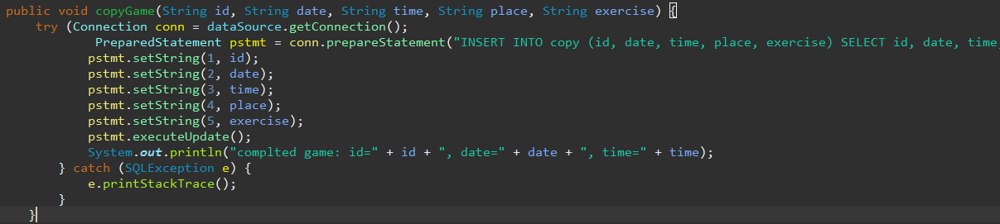 public void copyGame(String id, String date, String time, String place, String exercise) {
try (Connection conn = dataSource.getConnection();
PreparedStatement pstmt = conn.prepareStatement("INSERT INTO copy (id, date, time, place, exercise) SELECT id, date, time,
pstmt.setString(1, id);
pstmt.setString(2, date);
pstmt.setString(3, time);
pstmt.setString(4, place);
pstmt.setString(5, exercise);
pstmt.executeUpdate();
System.out.println("complted game: id=" + id + ", date=" + date + ", time=" + time);
} catch (SQLException e) {
e.printStackTrace();
}
}